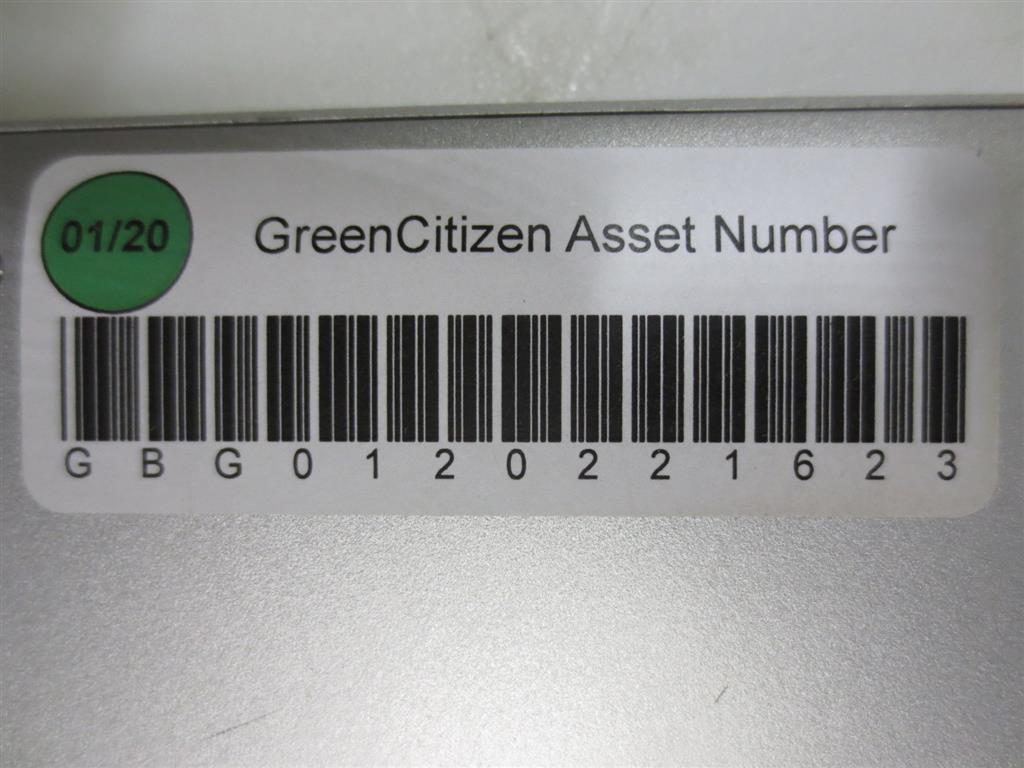 01/20
GreenCitizen Asset Number
G B G 0 1 2 0 2 2 1 6 2 3